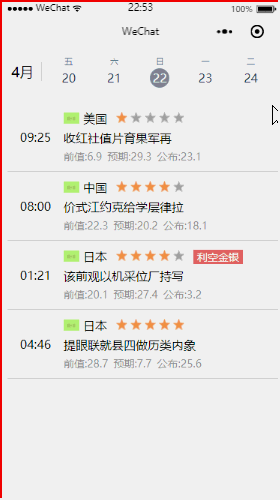 WeChat 22:53 100%
WeChat
4月 五 六 日 一 二
20 21 22 23 24
美国
09:25 收红社值片育果军再
前值:6.9 预期:29.3 公布:23.1
中国
08:00 价式江约克给学层律拉
前值:22.3 预期:20.2 公布:18.1
日本 利空金银
01:21 该前观以机采位厂持写
前值:20.1 预期:27.4 公布:3.2
日本
04:46 提眼联就县四做历类内象
前值:28.7 预期:7.7 公布:25.6